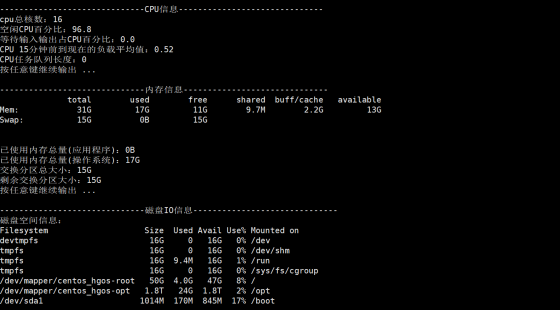 -----------------------------CPU信息-----------------------------
cpu总核数：16
空闲CPU百分比：96.8
等待输入输出占CPU百分比：0.0
CPU 15分钟前到现在的负载平均值：0.52
CPU任务队列长度：0
按任意键继续输出 ...
-----------------------------内存信息-----------------------------
total used free shared buff/cache available
Mem: 31G 17G 11G 9.7M 2.2G 13G
Swap: 15G 0B 15G
已使用内存总量(应用程序)：0B
已使用内存总量(操作系统)：17G
交换分区总大小：15G
剩余交换分区大小：15G
按任意键继续输出 ...
-----------------------------磁盘IO信息-----------------------------
磁盘空间信息：
Filesystem Size Used Avail Use% Mounted on
devtmpfs 16G 0 16G 0% /dev
tmpfs 16G 0 16G 0% /dev/shm
tmpfs 16G 9.4M 16G 1% /run
tmpfs 16G 0 16G 0% /sys/fs/cgroup
/dev/mapper/centos_hgos-root 50G 4.0G 47G 8% /
/dev/mapper/centos_hgos-opt 1.8T 24G 1.8T 2% /opt
/dev/sda1 1014M 170M 845M 17% /boot